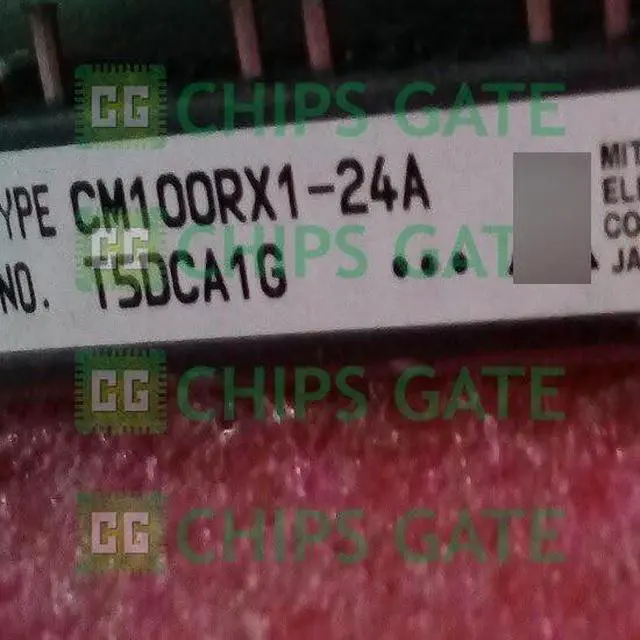 CHIPS GATE
YPE CM100RX1-24A
NO. T5DCA1G
MIT
ELE
CO
JA
CHIPS GATE
CHIPS GATE
CHIPS GATE